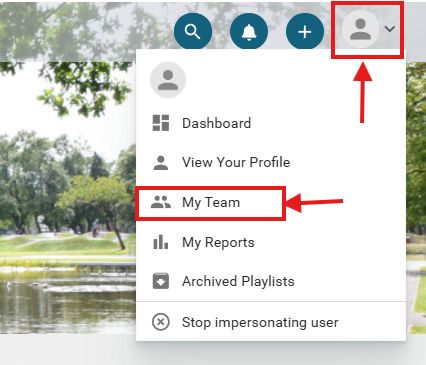 Dashboard
View Your Profile
My Team
My Reports
Archived Playlists
Stop impersonating user